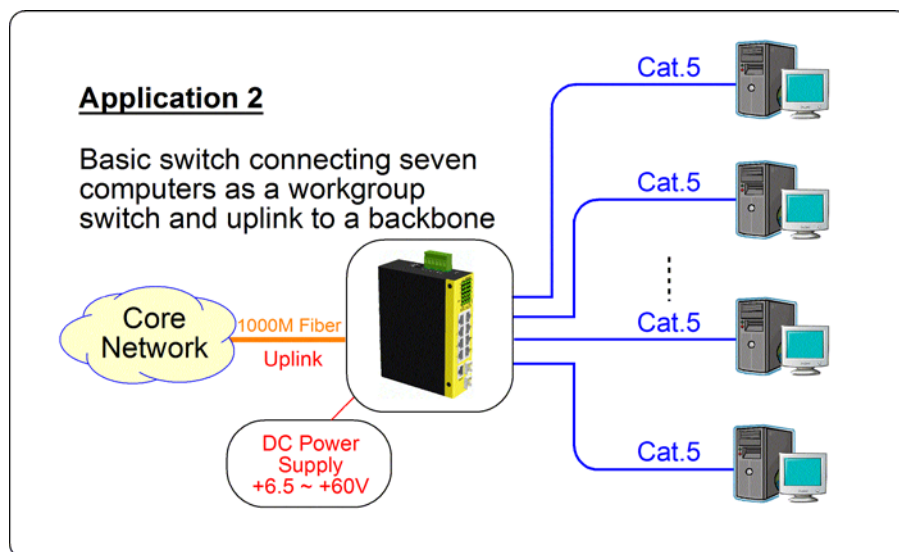 Application 2
Basic switch connecting seven
computers as a workgroup
switch and uplink to a backbone
Core
Network
1000M Fiber
Uplink
DC Power
Supply
+6.5 ~ +60V
Cat.5
Cat.5
Cat.5
Cat.5